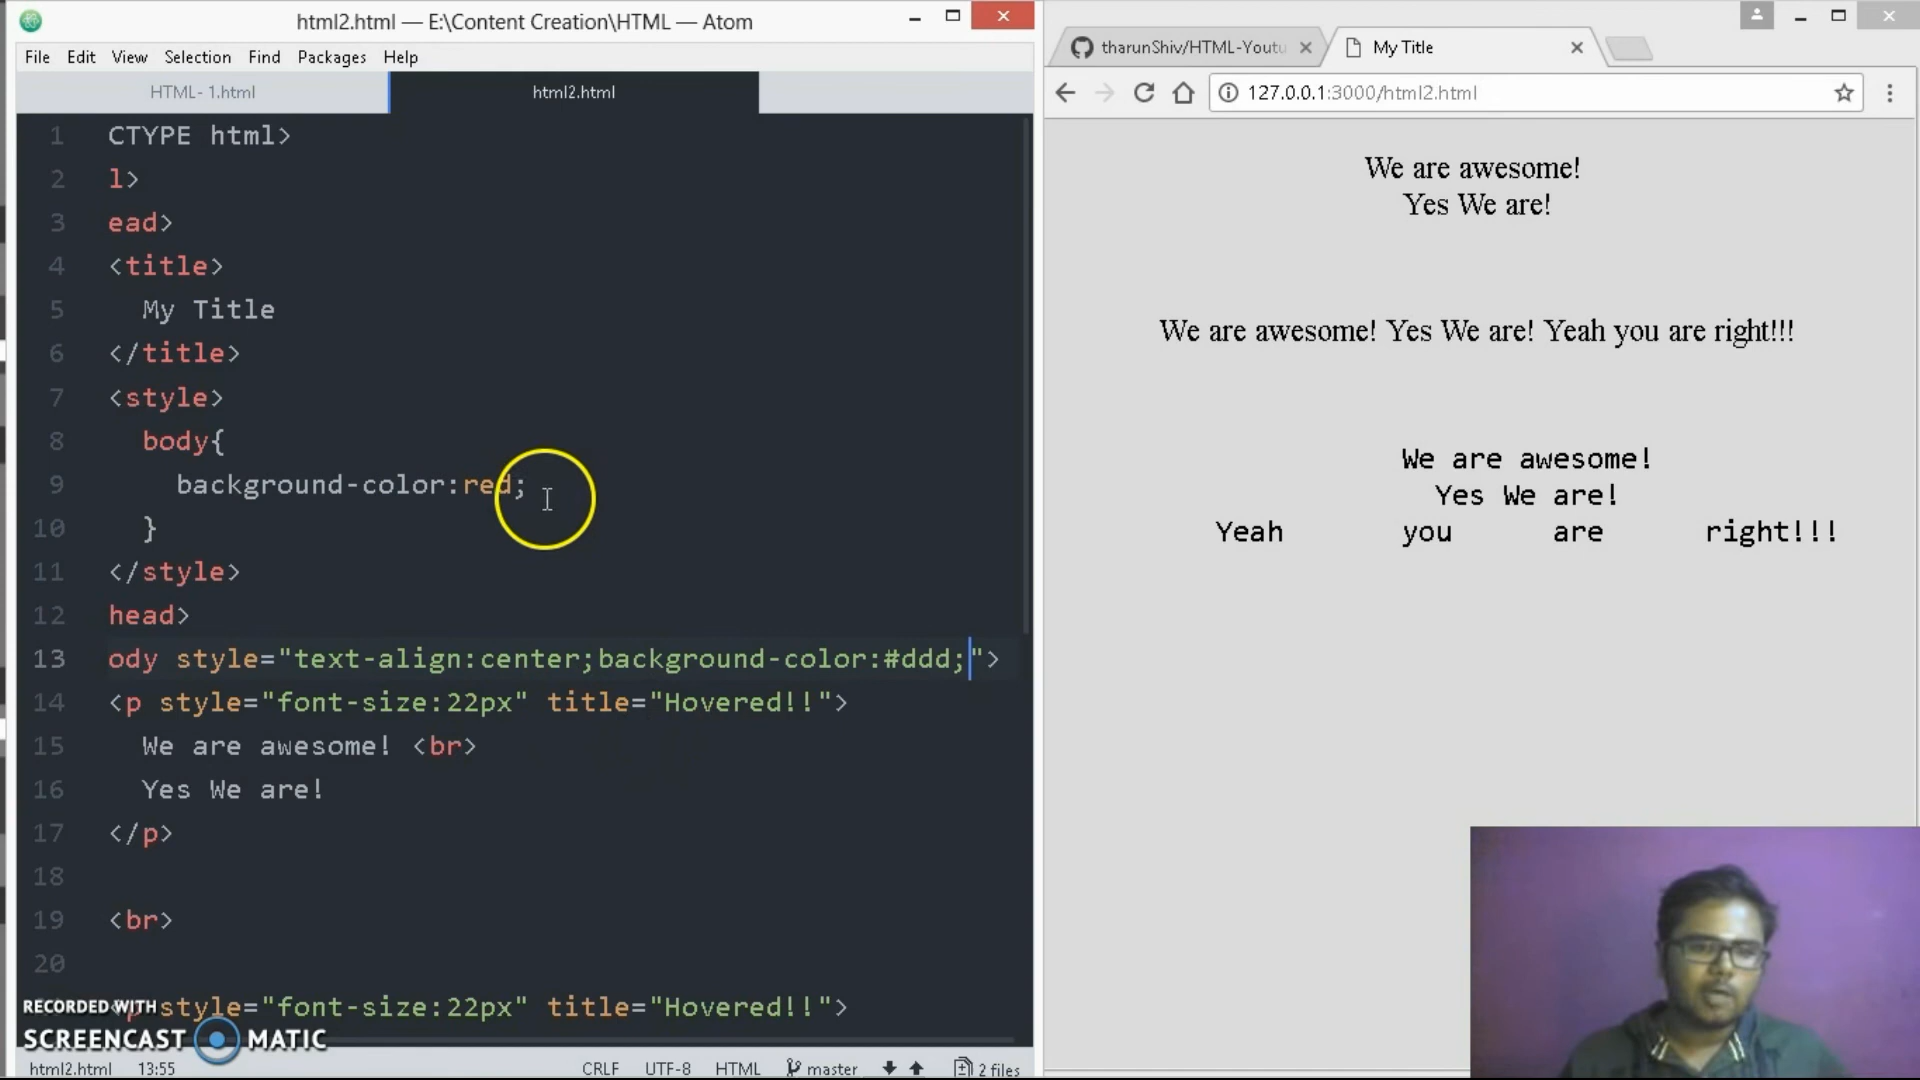 html2.html — E:\Content Creation\HTML — Atom
File Edit View Selection Find Packages Help
HTML- 1.html
html2.html
1 CTYPE html>
2 l>
3 ead>
4 <title>
5 My Title
6 </title>
7 <style>
8 body{
9 background-color:red;
10 }
11 </style>
12 head>
13 ody style="text-align:center;background-color:#ddd;">
14 <p style="font-size:22px" title="Hovered!!">
15 We are awesome! <br>
16 Yes We are!
17 </p>
18
19 <br>
20
p style="font-size:22px" title="Hovered!!">
RECORDED WITH
SCREENCAST MATIC
html2.html 13:55 CRLF UTF-8 HTML master 2 files
tharunShiv/HTML-Youtu
My Title
127.0.0.1:3000/html2.html
We are awesome!
Yes We are!
We are awesome! Yes We are! Yeah you are right!!!
We are awesome!
Yes We are!
Yeah you are right!!!